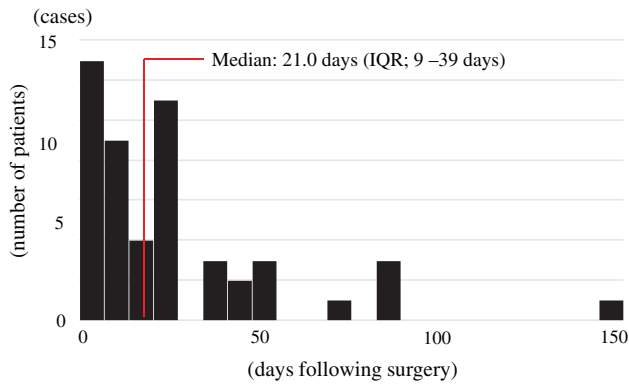 (cases)
15
Median: 21.0 days (IQR; 9 –39 days)
10
5
0
(number of patients)
0 50 100 150
(days following surgery)